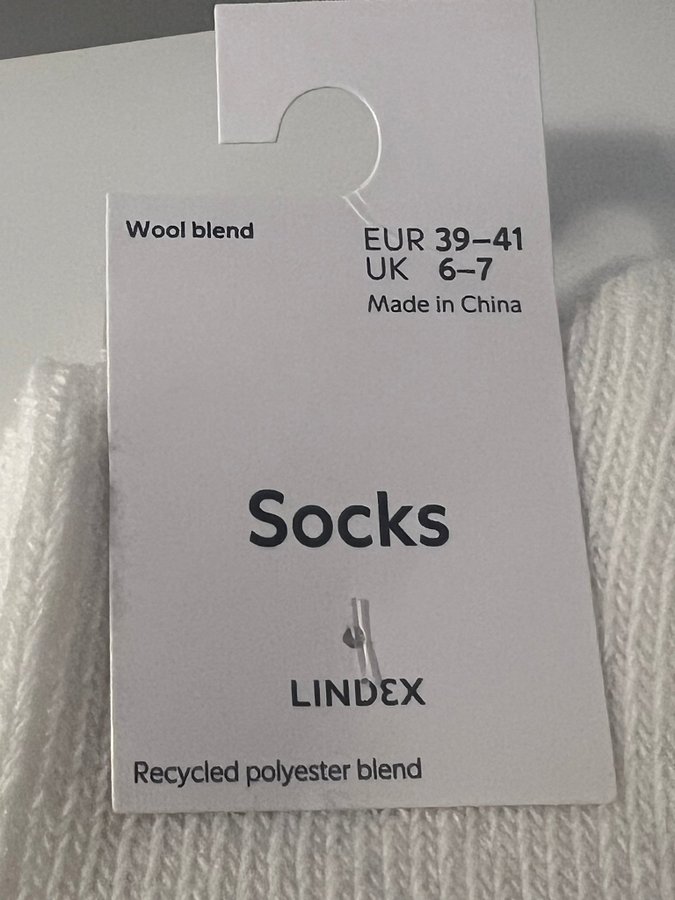 Wool blend
EUR 39–41
UK 6–7
Made in China
Socks
LINDEX
Recycled polyester blend